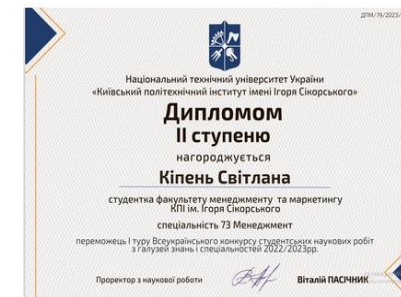 ДПМ/79/2023/
Національний технічний університет України
«Київський політехнічний інститут імені Ігоря Сікорського»
Дипломом
ІІ ступеню
нагороджується
Кіпень Світлана
студентка факультету менеджменту та маркетингу
КПІ ім. Ігоря Сікорського
спеціальність 73 Менеджмент
переможець І туру Всеукраїнського конкурсу студентських наукових робіт
з галузей знань і спеціальностей 2022/2023рр.
Проректор з наукової роботи Віталій ПАСІЧНИК